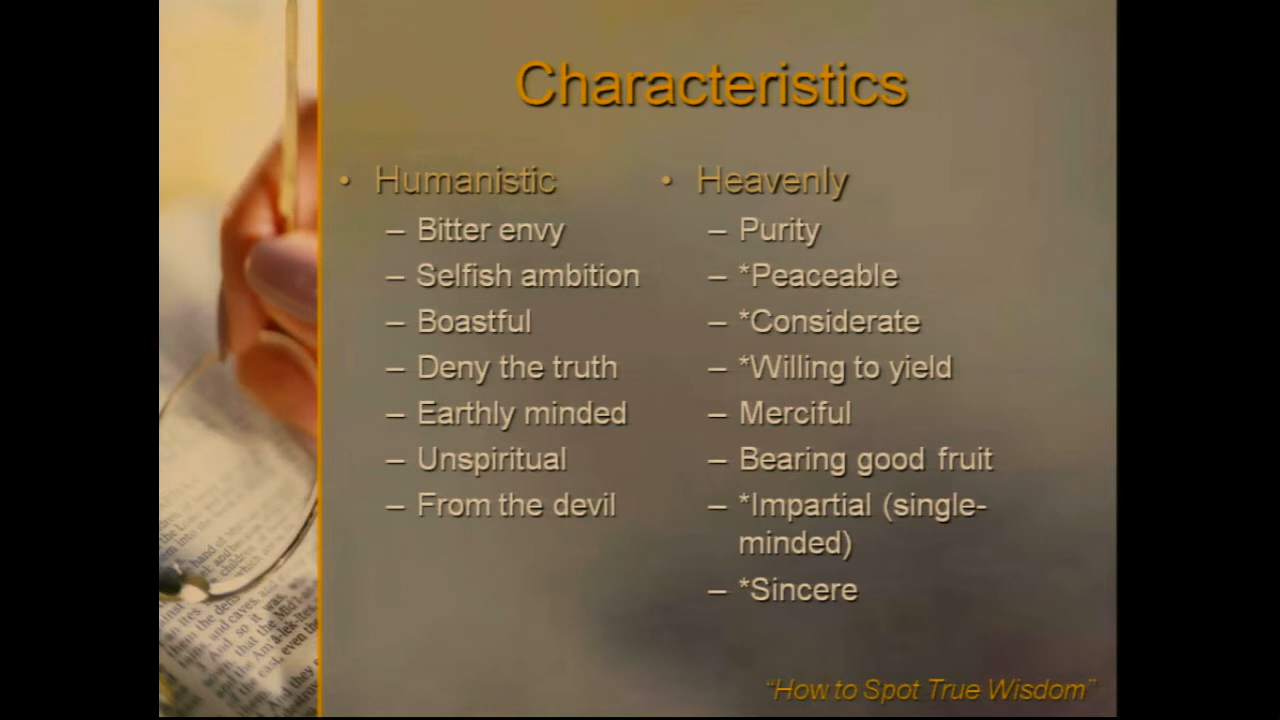 Characteristics
• Humanistic
– Bitter envy
– Selfish ambition
– Boastful
– Deny the truth
– Earthly minded
– Unspiritual
– From the devil
• Heavenly
– Purity
– *Peaceable
– *Considerate
– *Willing to yield
– Merciful
– Bearing good fruit
– *Impartial (single-
minded)
– *Sincere
"How to Spot True Wisdom"